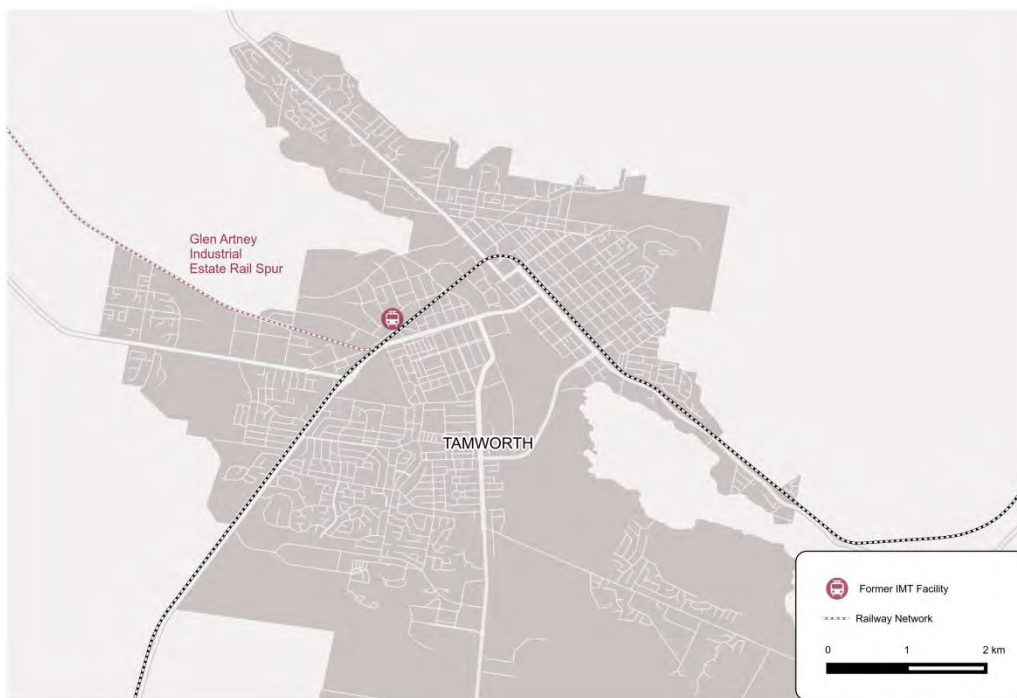 Glen Artney
Industrial
Estate Rail Spur
TAMWORTH
Former IMT Facility
Railway Network
0 1 2 km